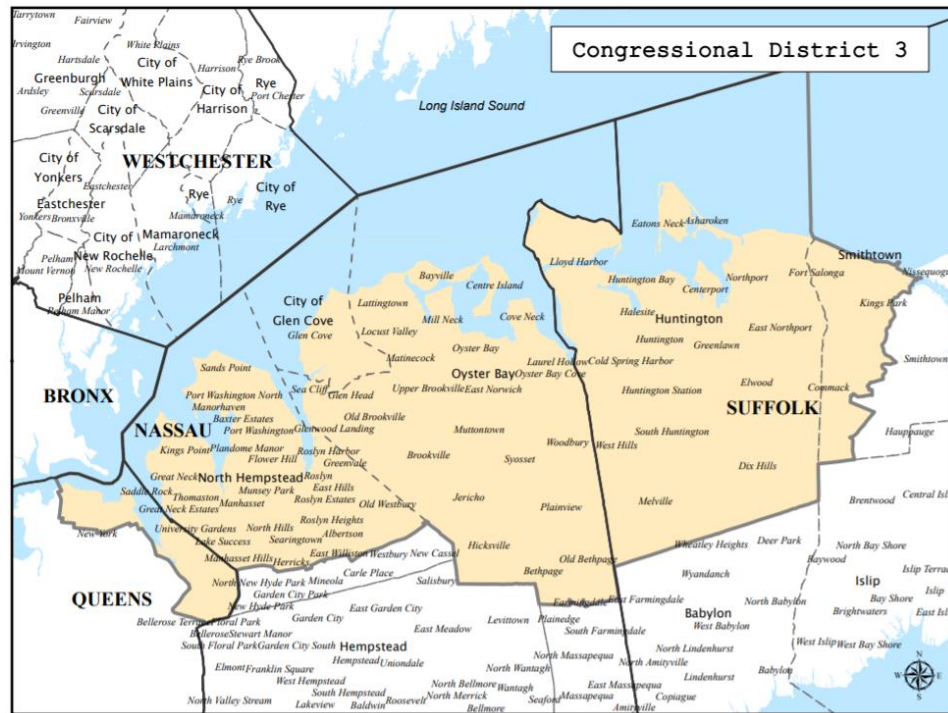 Congressional District 3
Tarrytown
Fairview
Irvington
White Plains
Rye Brook
Hartsdale
City of
White Plains
Harrison
Rye
Port Chester
Greenburgh
Scarsdale
Ardsley
City of
Harrison
Greenville
City of
Scarsdale
Long Island Sound
WESTCHESTER
City of
Yonkers
Eastchester
Eastchester
Yonkers
Bronxville
Rye
Rye
City of
Rye
Mamaroneck
Mamaroneck
Larchmont
City of
New Rochelle
New Rochelle
Pelham
Mount Vernon
Pelham
Pelham Manor
Eatons Neck
Asharoken
Smithtown
Lloyd Harbor
Bayville
Centre Island
Huntington Bay
Northport
Fort Salonga
Centerport
Kings Park
City of
Glen Cove
Glen Cove
Lattingtown
Mill Neck
Cove Neck
Halesite
Huntington
Locust Valley
East Northport
Matinecock
Oyster Bay
Huntington
Greenlawn
Laurel Hollow
Cold Spring Harbor
Smithtown
Sands Point
Oyster Bay
Oyster Bay Cove
Sea Cliff
Glen Head
Upper Brookville
East Norwich
Huntington Station
Elwood
Commack
BRONX
Port Washington North
Manorhaven
Baxter Estates
Old Brookville
SUFFOLK
NASSAU
Port Washington
Glenwood Landing
Muttontown
South Huntington
Hauppauge
Kings Point
Plandome Manor
Roslyn Harbor
Woodbury
West Hills
Flower Hill
Greenvale
Brookville
Syosset
Dix Hills
Great Neck
North Hempstead
Roslyn
Saddle Rock
Thomaston
Munsey Park
East Hills
Jericho
Melville
Brentwood
Great Neck Estates
Manhasset
Roslyn Estates
Old Westbury
Plainview
New York
University Gardens
North Hills
Roslyn Heights
Lake Success
Searingtown
Albertson
Hicksville
Wheatley Heights
Deer Park
North Bay Shore
Manhasset Hills
Herricks
East Williston
Westbury
New Cassel
Old Bethpage
Baywood
Bethpage
Wyandanch
Islip
QUEENS
North New Hyde Park
Mineola
Carle Place
Salisbury
Garden City Park
Bay Shore
Islip
New Hyde Park
East Garden City
Farmingdale
East Farmingdale
North Babylon
Brightwaters
Bellerose Terrace
Floral Park
Garden City
Levittown
Plainedge
Babylon
West Babylon
Bellerose
Stewart Manor
East Meadow
South Farmingdale
West Islip
West Bay Shore
South Floral Park
Garden City South
Hempstead
North Lindenhurst
Hempstead
Uniondale
North Massapequa
North Amityville
Elmont
Franklin Square
North Wantagh
Lindenhurst
Babylon
West Hempstead
North Bellmore
East Massapequa
South Hempstead
North Merrick
Wantagh
Massapequa
Copiague
North Valley Stream
Lakeview
Baldwin
Roosevelt
Bellmore
Seaford
Amityville
N
W
E
S